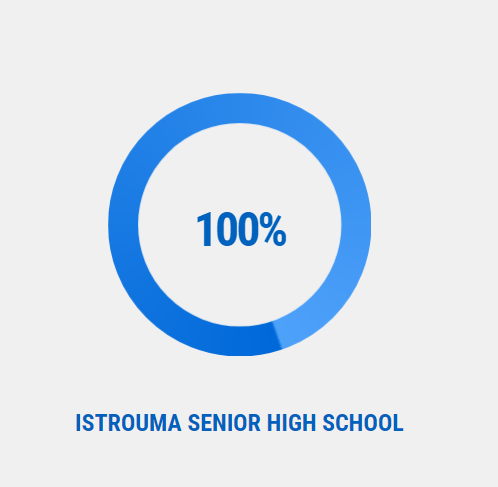 100%
ISTROUMA SENIOR HIGH SCHOOL